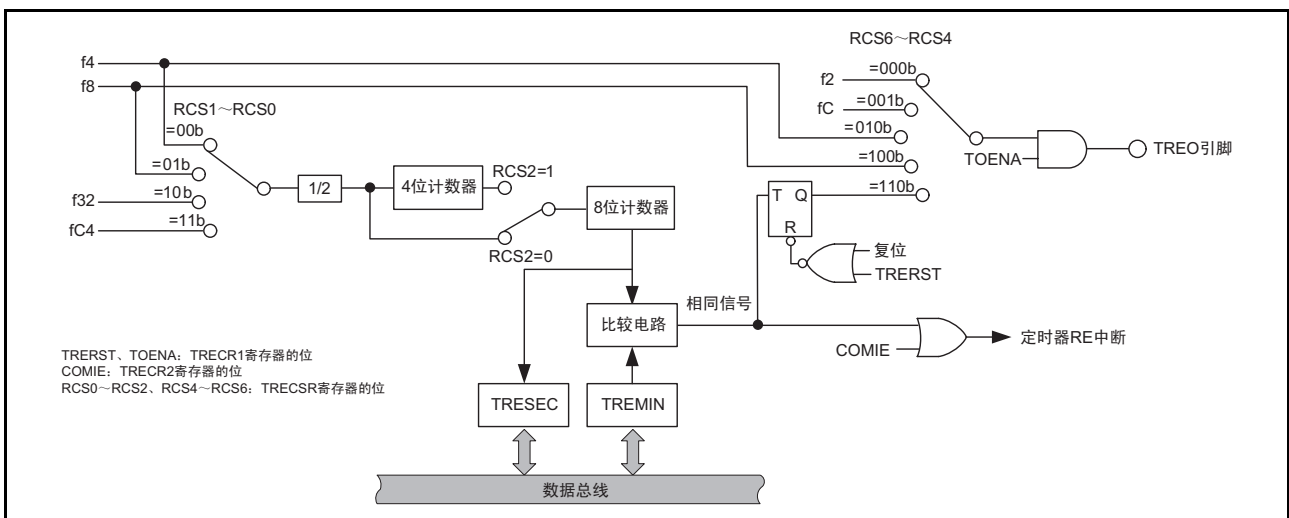 RCS6～RCS4
f4
f8
f2
=000b
fC
=001b
=010b
=100b
=110b
TOENA
TREO引脚
RCS1～RCS0
=00b
=01b
f32
=10b
fC4
=11b
1/2
4位计数器
RCS2=1
RCS2=0
8位计数器
T Q
R
复位
TRERST
相同信号
比较电路
COMIE
定时器RE中断
TRERST、TOENA：TRECR1寄存器的位
COMIE：TRECR2寄存器的位
RCS0～RCS2、RCS4～RCS6：TRECSR寄存器的位
TRESEC
TREMIN
数据总线